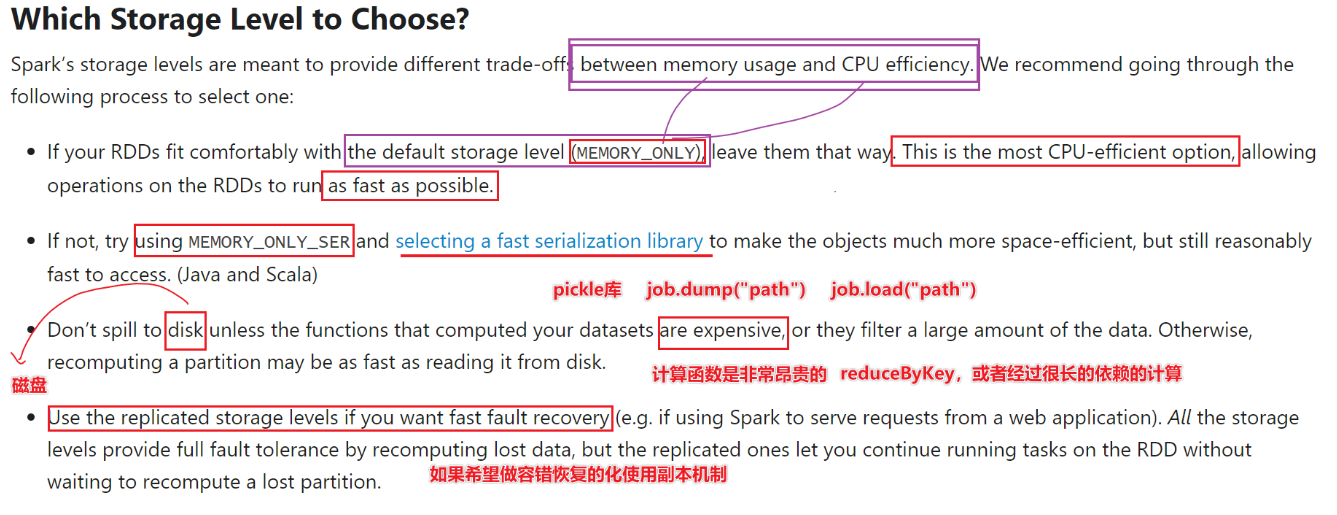 Which Storage Level to Choose?
Spark's storage levels are meant to provide different trade-offs between memory usage and CPU efficiency. We recommend going through the
following process to select one:
If your RDDs fit comfortably with the default storage level (MEMORY_ONLY), leave them that way. This is the most CPU-efficient option, allowing
operations on the RDDs to run as fast as possible.
If not, try using MEMORY_ONLY_SER and selecting a fast serialization library to make the objects much more space-efficient, but still reasonably
fast to access. (Java and Scala)
pickle库 job.dump("path") job.load("path")
Don't spill to disk unless the functions that computed your datasets are expensive, or they filter a large amount of the data. Otherwise,
recomputing a partition may be as fast as reading it from disk.
磁盘
计算函数是非常昂贵的 reduceByKey，或者经过很长的依赖的计算
Use the replicated storage levels if you want fast fault recovery (e.g. if using Spark to serve requests from a web application). All the storage
levels provide full fault tolerance by recomputing lost data, but the replicated ones let you continue running tasks on the RDD without
waiting to recompute a lost partition.
如果希望做容错恢复的化使用副本机制